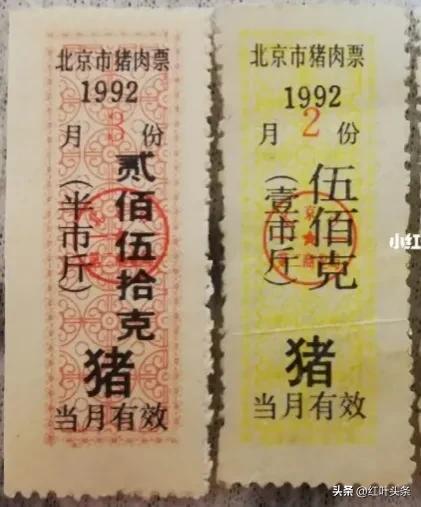 北京市猪肉票
1992
月3份
贰佰伍拾克
(半市斤)
猪
当月有效
北京市猪肉票
1992
月2份
伍佰克
(壹市斤)
猪
当月有效
小红
头条 @红叶头条